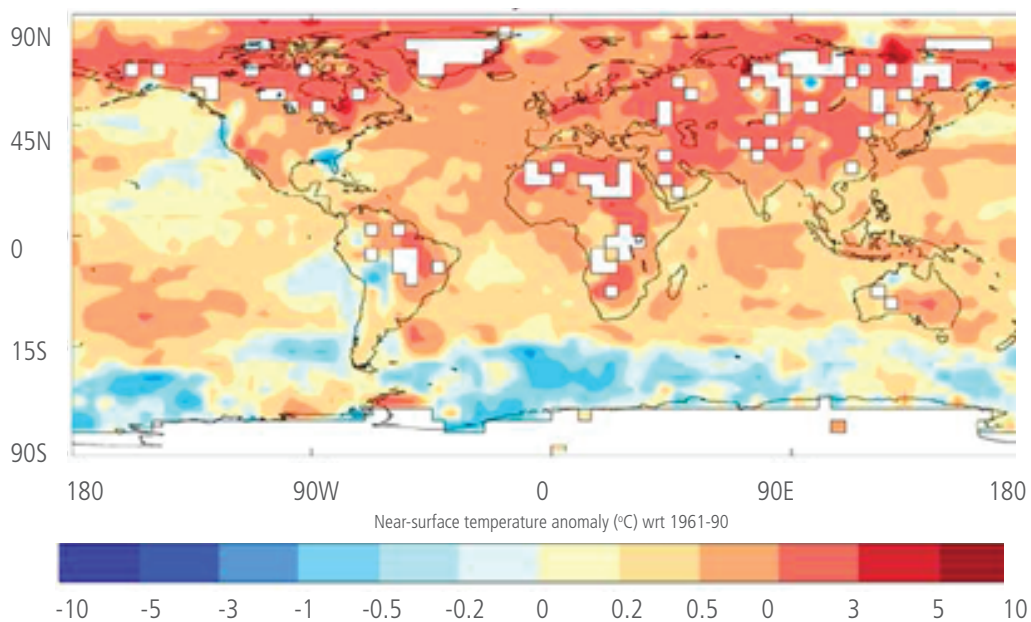 90N
45N
0
15S
90S
180 90W 0 90E 180
Near-surface temperature anomaly (ºC) wrt 1961-90
-10 -5 -3 -1 -0.5 -0.2 0 0.2 0.5 0 3 5 10